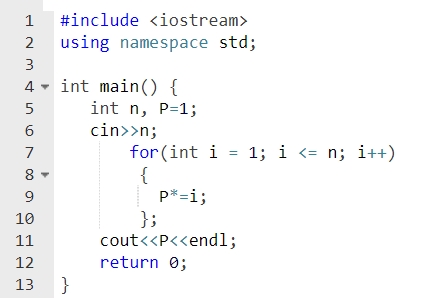 1 #include <iostream>
2 using namespace std;
3
4 int main() {
5 int n, P=1;
6 cin>>n;
7 for(int i = 1; i <= n; i++)
8 {
9 P*=i;
10 };
11 cout<<P<<endl;
12 return 0;
13 }